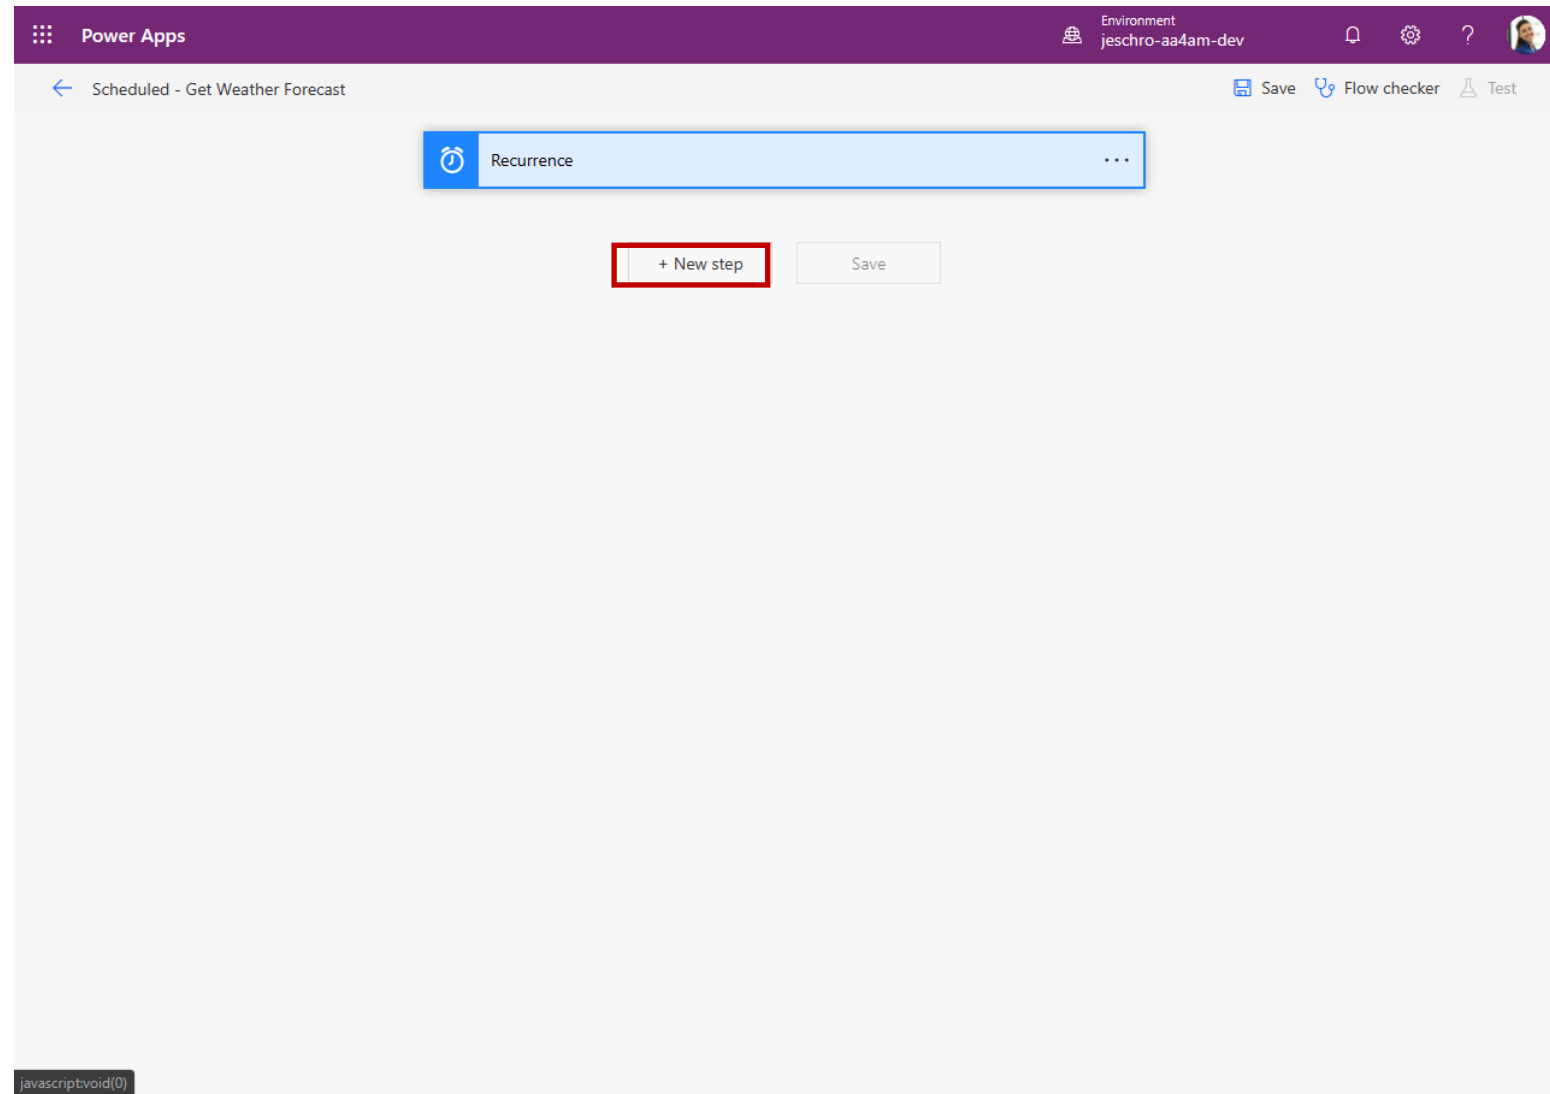 Power Apps
Environment
jeschro-aa4am-dev
?
Scheduled - Get Weather Forecast
Save
Flow checker
Test
Recurrence
...
+ New step
Save
javascript:void(0)